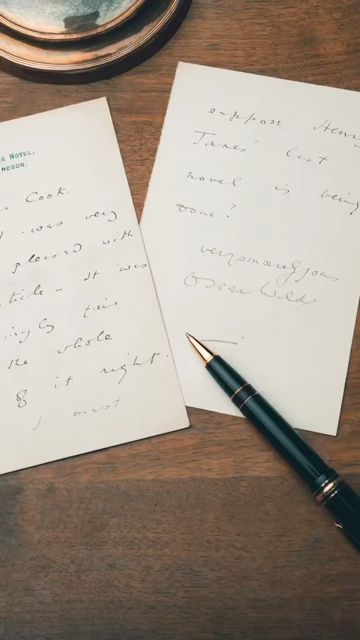 E HOTEL,
NDSOR.
Cook.
I was very
pleased with
ticle - it was
ingly
the whole
& it right.
I must
suppose Henry
James' last
novel is being
done?
very sincerely yours
Oscar Wilde